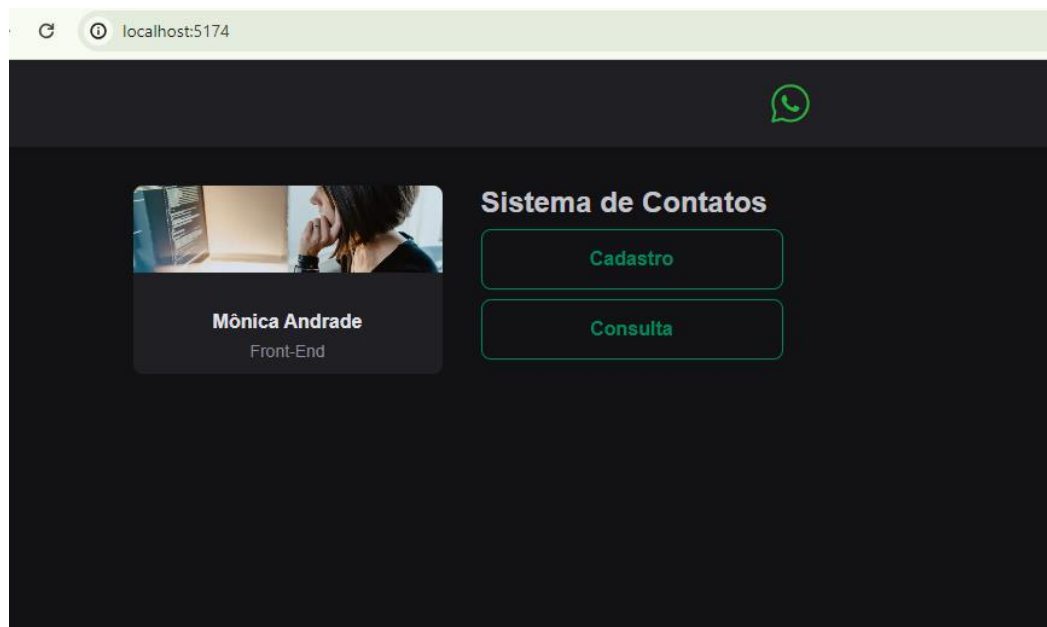 localhost:5174
Sistema de Contatos
Cadastro
Consulta
Mônica Andrade
Front-End